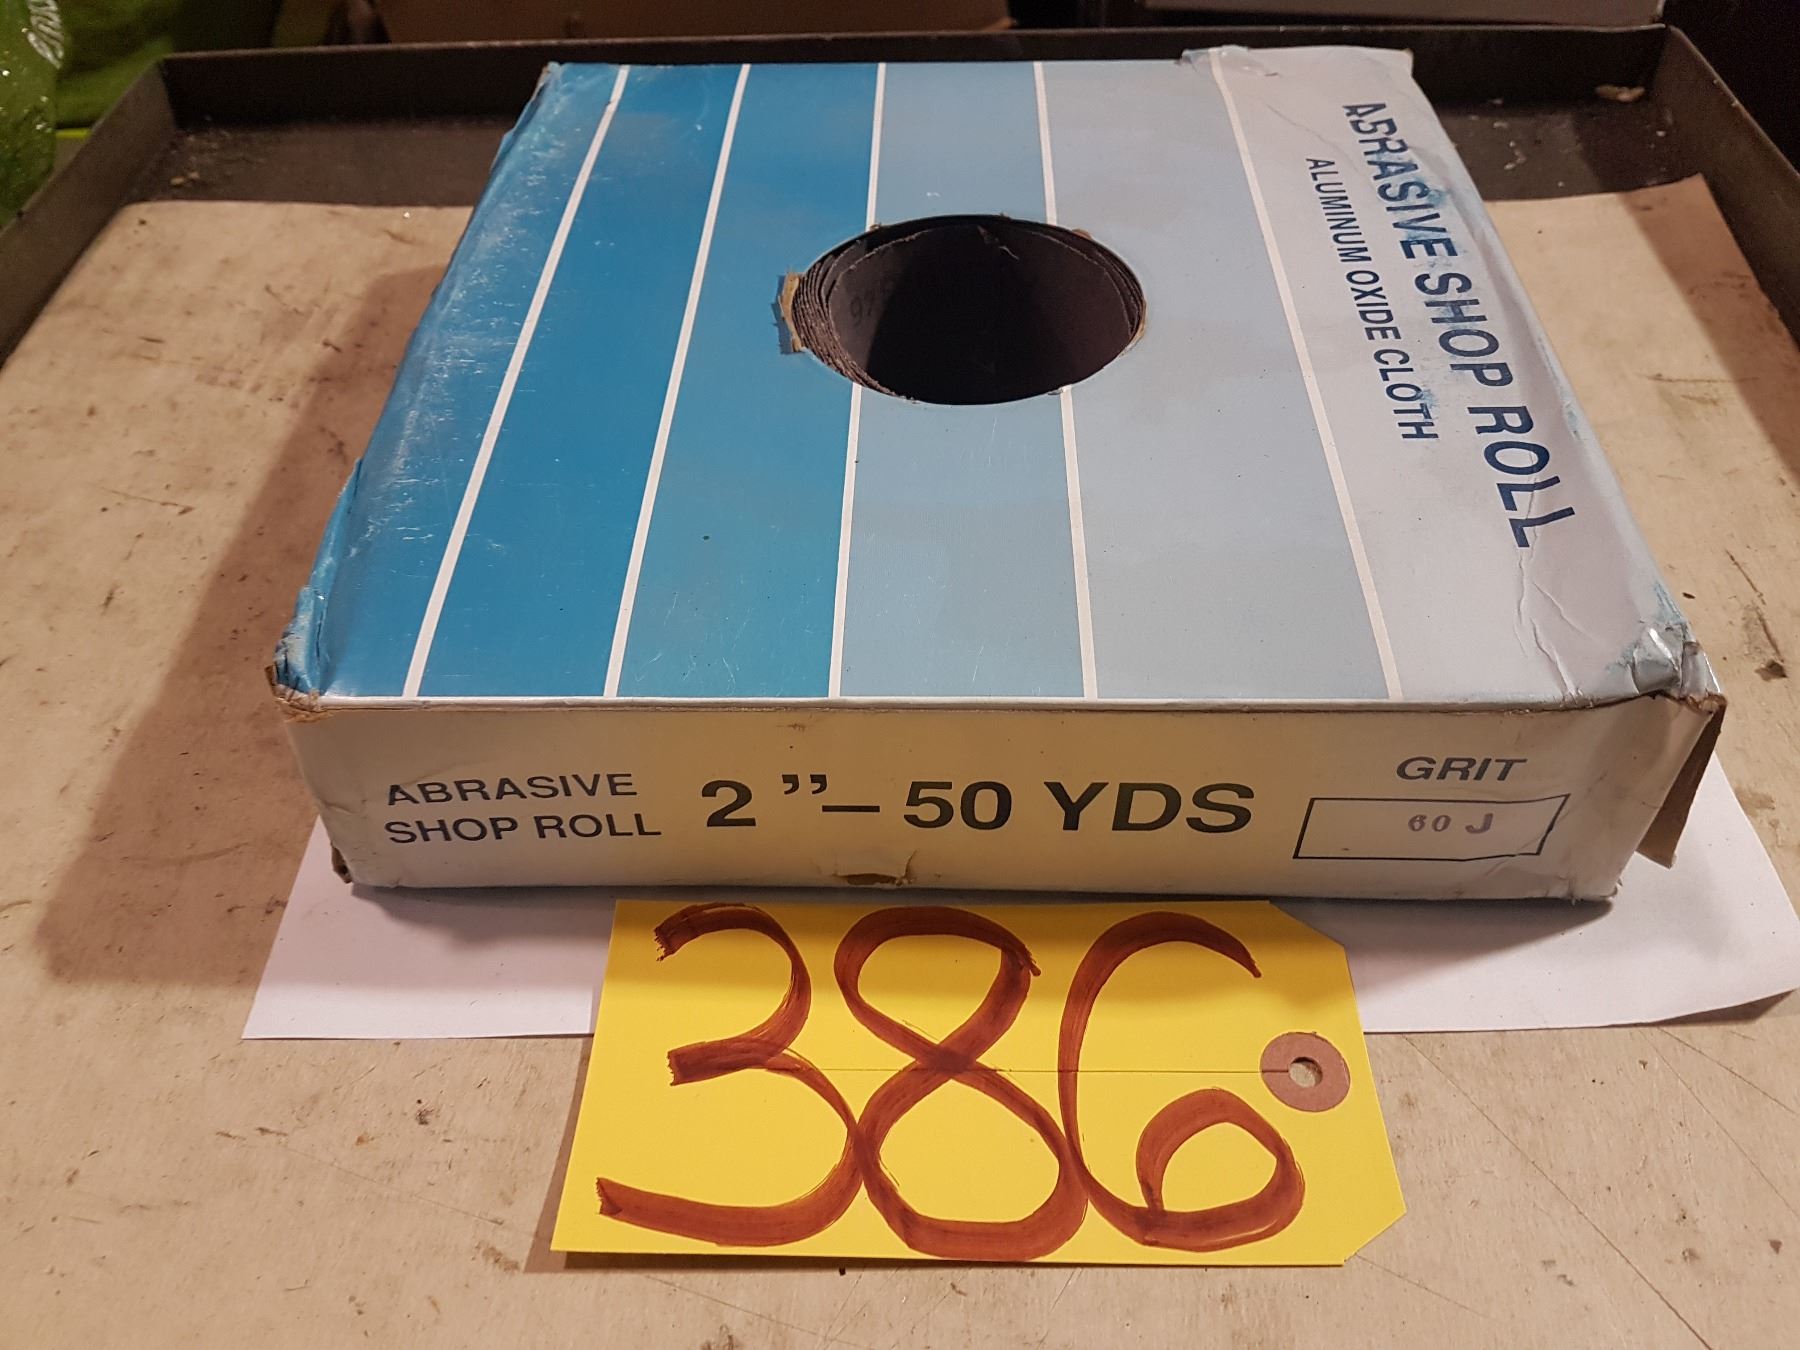 ABRASIVE SHOP ROLL
ALUMINUM OXIDE CLOTH
ABRASIVE
SHOP ROLL
2"– 50 YDS
GRIT
60 J
386